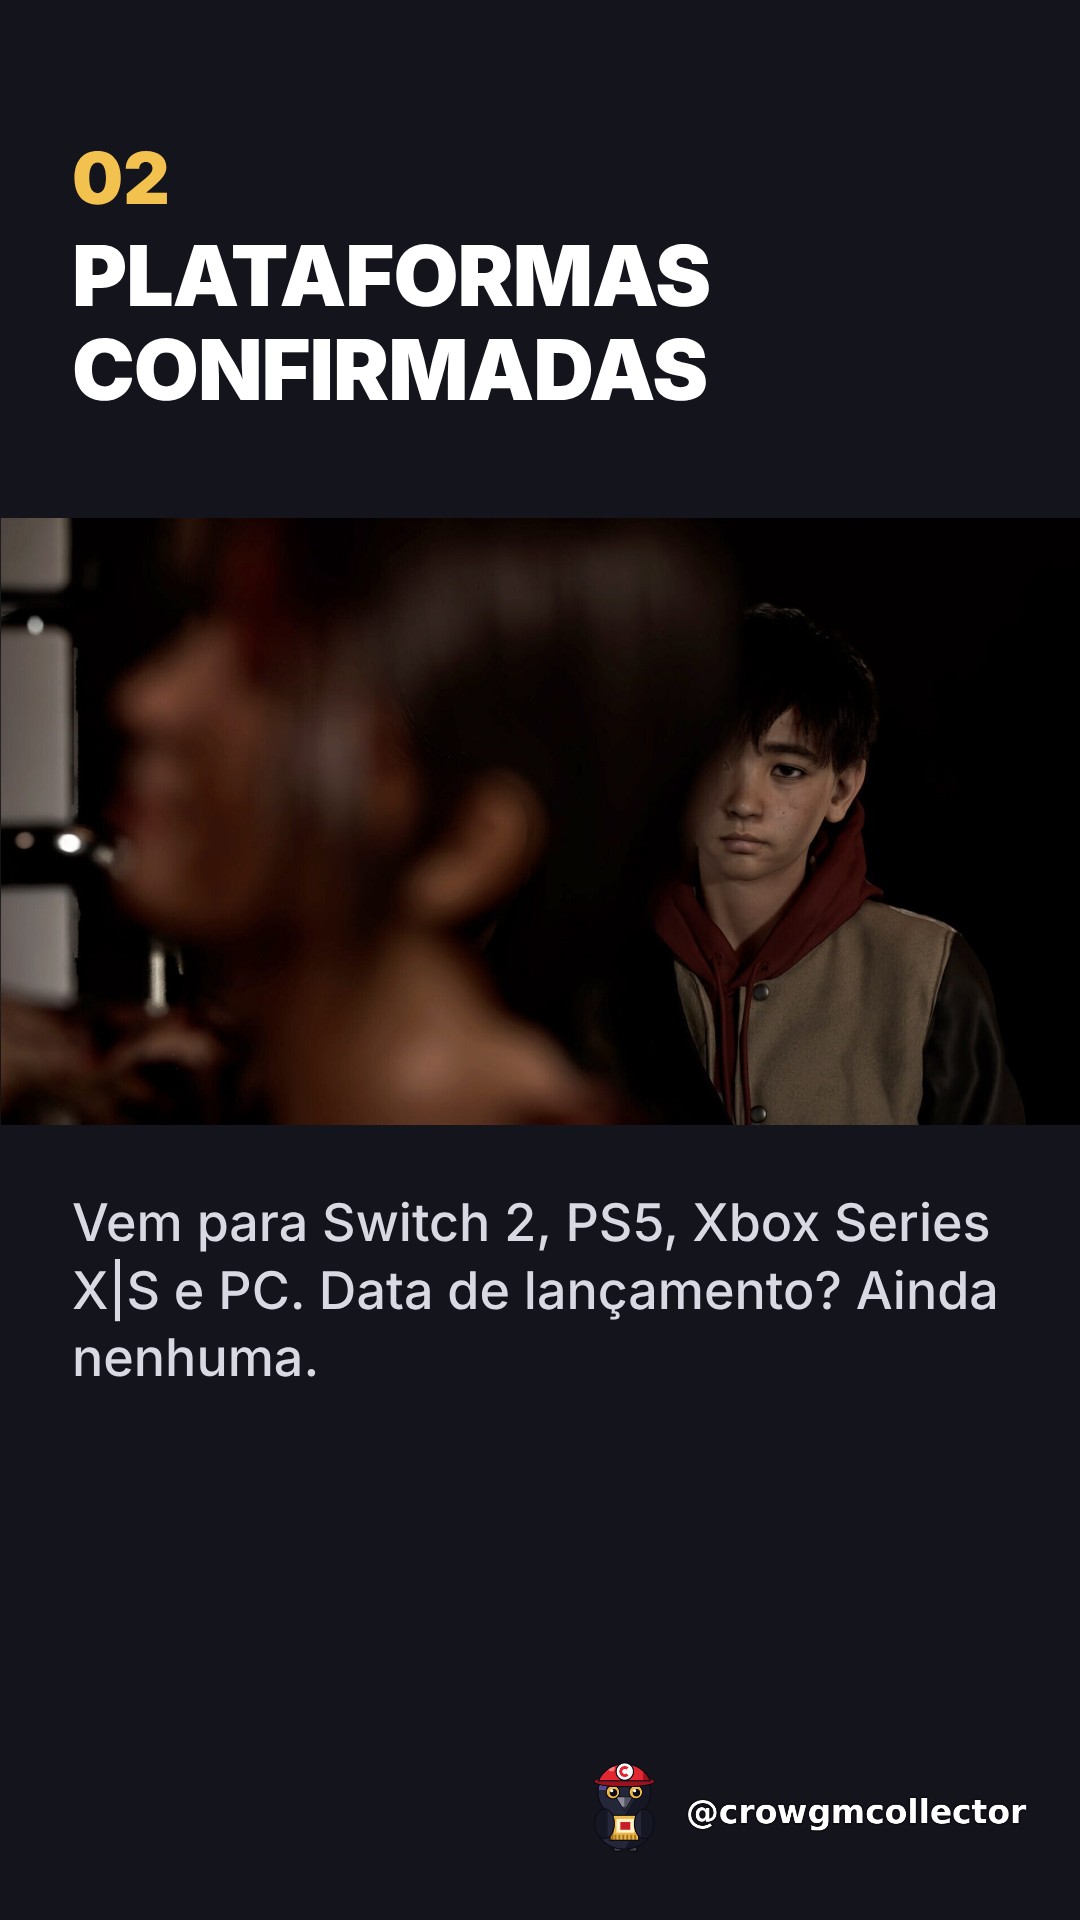 02
PLATAFORMAS
CONFIRMADAS
Vem para Switch 2, PS5, Xbox Series
X|S e PC. Data de lançamento? Ainda
nenhuma.
C
@crowgmcollector